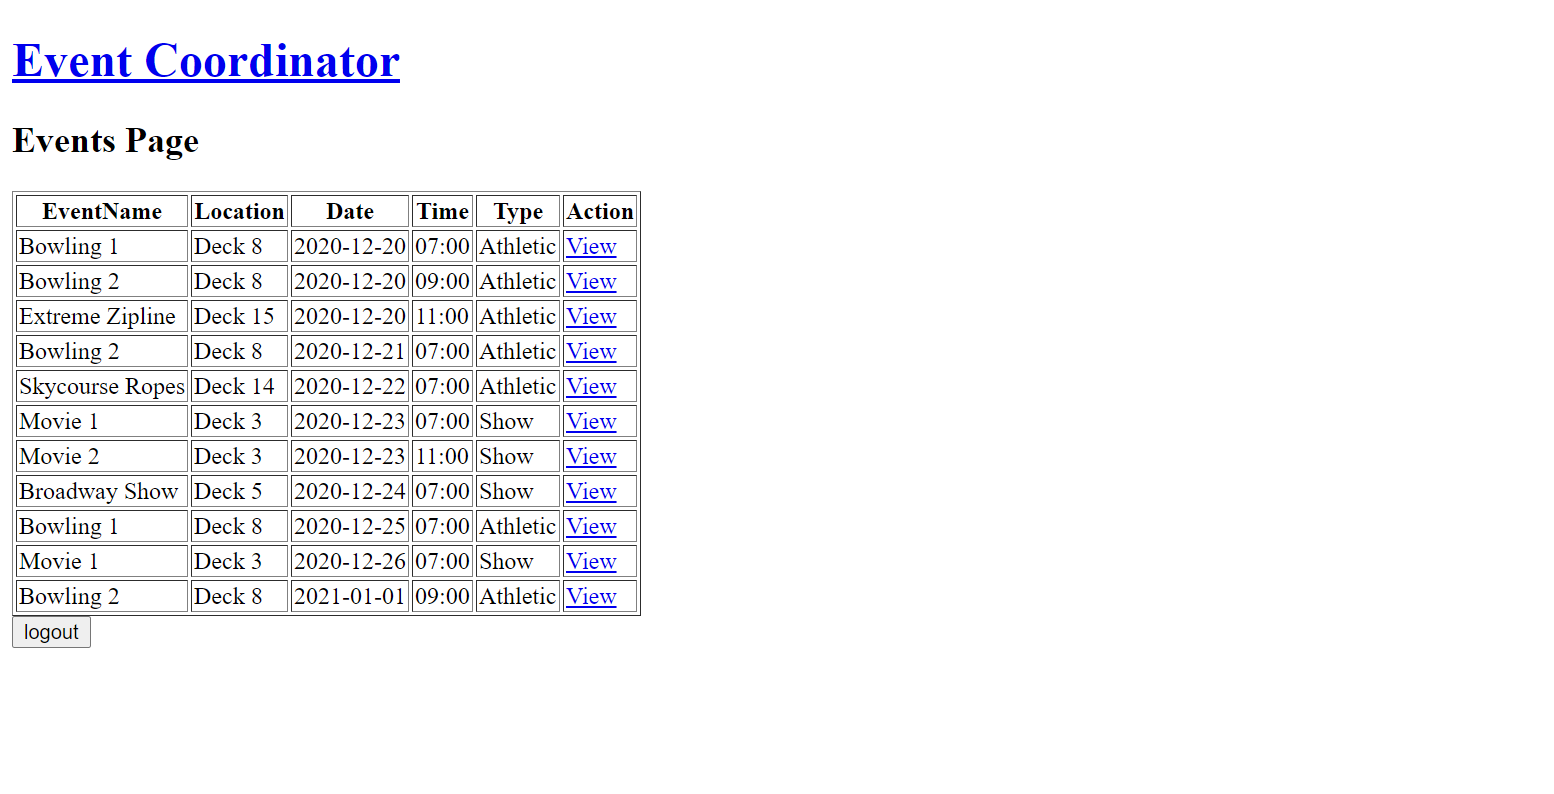 Event Coordinator
Events Page
EventName Location Date Time Type Action
Bowling 1 Deck 8 2020-12-20 07:00 Athletic View
Bowling 2 Deck 8 2020-12-20 09:00 Athletic View
Extreme Zipline Deck 15 2020-12-20 11:00 Athletic View
Bowling 2 Deck 8 2020-12-21 07:00 Athletic View
Skycourse Ropes Deck 14 2020-12-22 07:00 Athletic View
Movie 1 Deck 3 2020-12-23 07:00 Show View
Movie 2 Deck 3 2020-12-23 11:00 Show View
Broadway Show Deck 5 2020-12-24 07:00 Show View
Bowling 1 Deck 8 2020-12-25 07:00 Athletic View
Movie 1 Deck 3 2020-12-26 07:00 Show View
Bowling 2 Deck 8 2021-01-01 09:00 Athletic View
logout